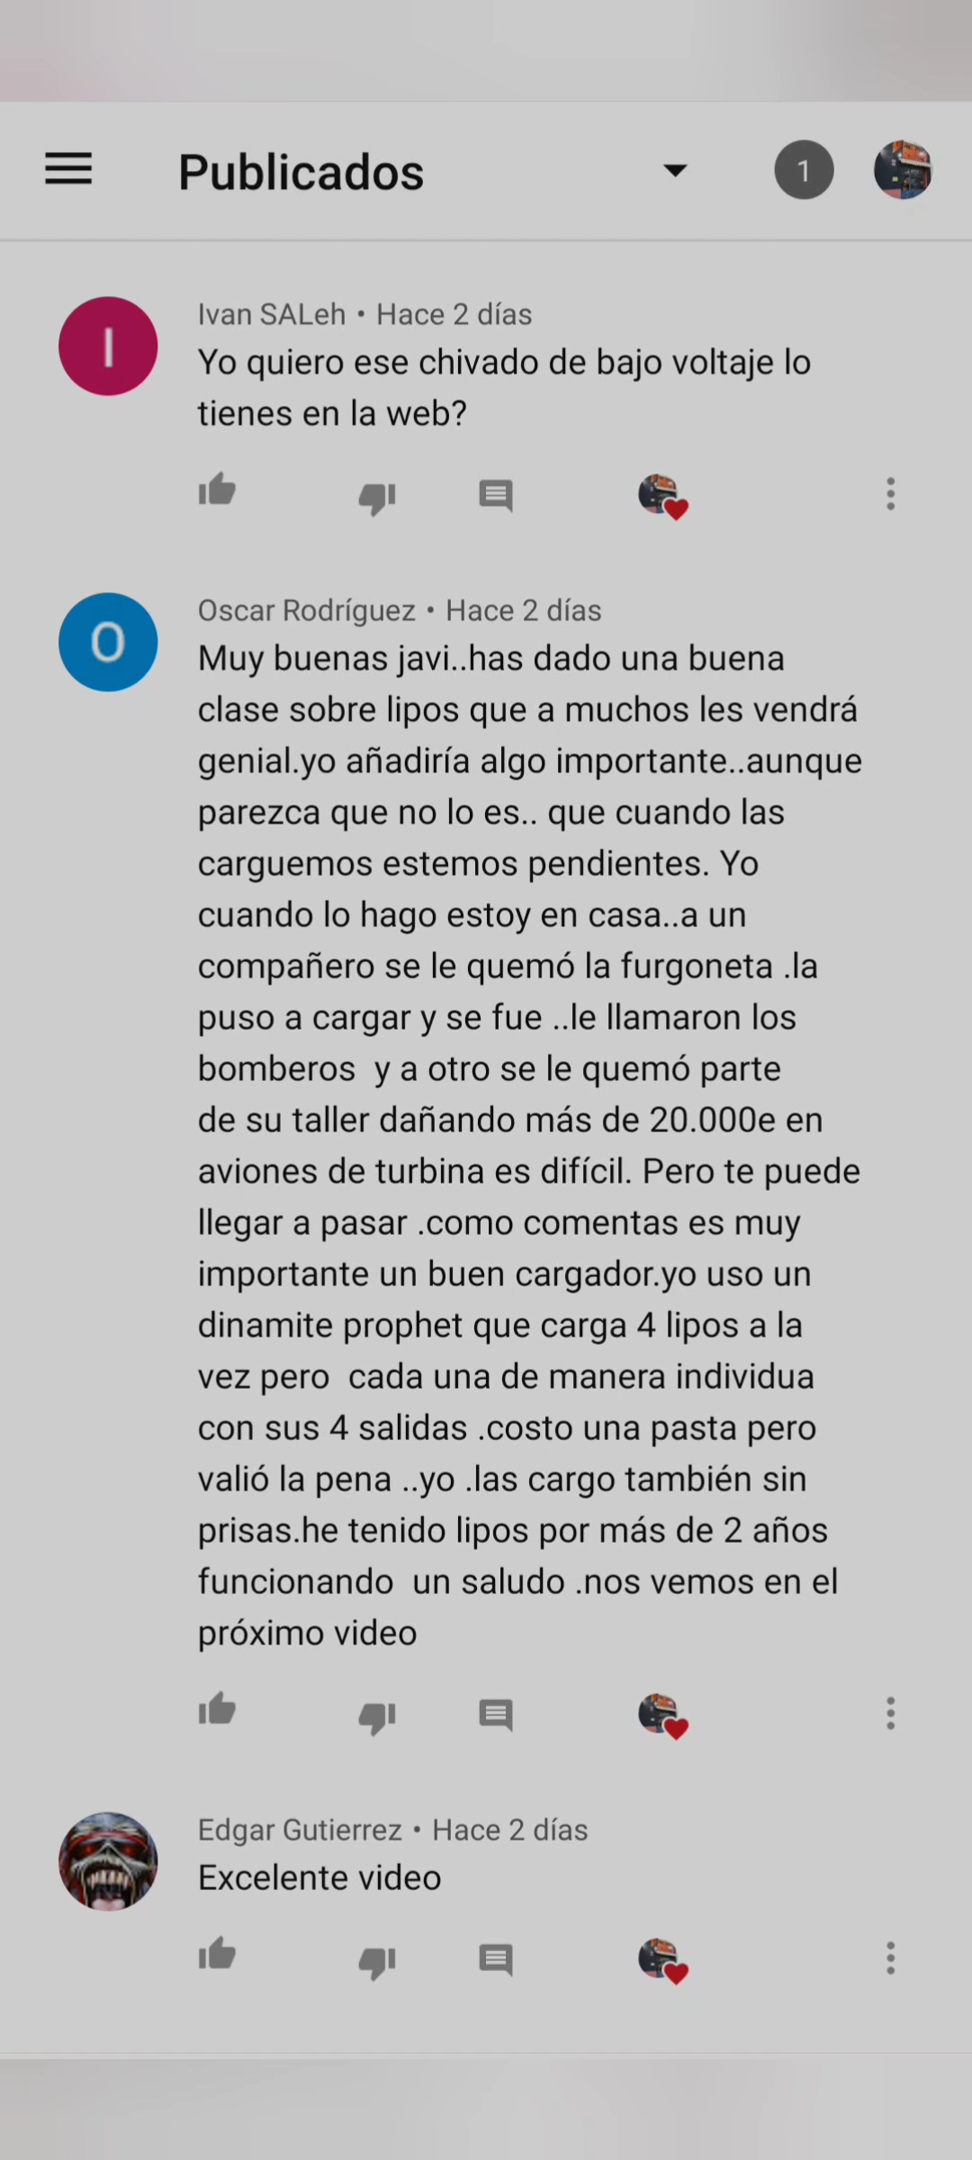 Publicados
1
I
Ivan SALeh • Hace 2 días
Yo quiero ese chivado de bajo voltaje lo
tienes en la web?
O
Oscar Rodríguez • Hace 2 días
Muy buenas javi..has dado una buena
clase sobre lipos que a muchos les vendrá
genial.yo añadiría algo importante..aunque
parezca que no lo es.. que cuando las
carguemos estemos pendientes. Yo
cuando lo hago estoy en casa..a un
compañero se le quemó la furgoneta .la
puso a cargar y se fue ..le llamaron los
bomberos  y a otro se le quemó parte
de su taller dañando más de 20.000e en
aviones de turbina es difícil. Pero te puede
llegar a pasar .como comentas es muy
importante un buen cargador.yo uso un
dinamite prophet que carga 4 lipos a la
vez pero  cada una de manera individua
con sus 4 salidas .costo una pasta pero
valió la pena ..yo .las cargo también sin
prisas.he tenido lipos por más de 2 años
funcionando  un saludo .nos vemos en el
próximo video
Edgar Gutierrez • Hace 2 días
Excelente video